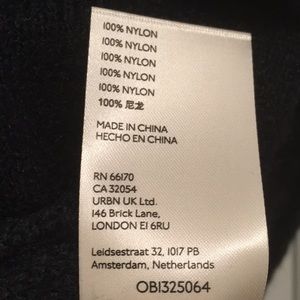 100% NYLON
100% NYLON
100% NYLON
100% NYLON
100% NYLON
100% 尼龙
MADE IN CHINA
HECHO EN CHINA
RN 66170
CA 32054
URBN UK Ltd.
146 Brick Lane,
LONDON E1 6RU
Leidsestraat 32, 1017 PB
Amsterdam, Netherlands
OB1325064